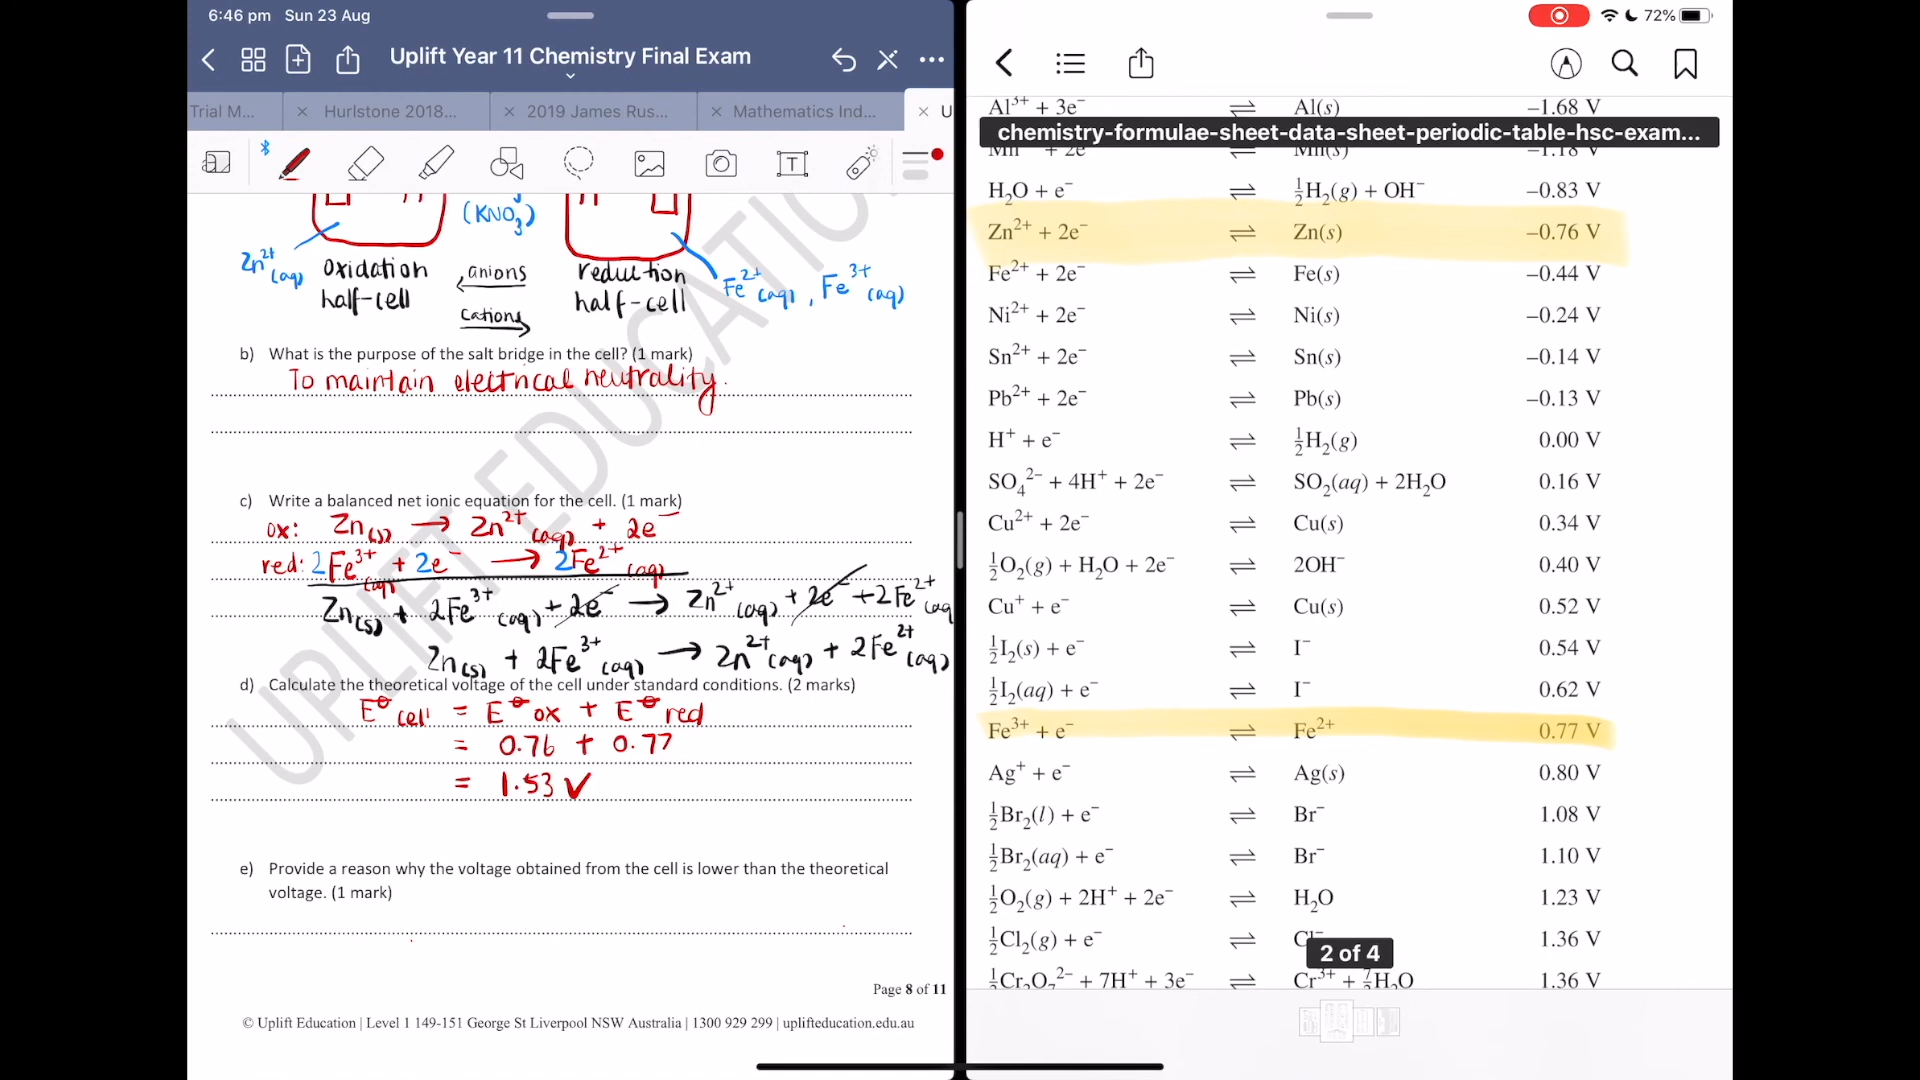 6:46 pm Sun 23 Aug
Uplift Year 11 Chemistry Final Exam
Trial M...
Hurlstone 2018...
2019 James Rus...
Mathematics Ind...
U
(KNO₃)
Zn²⁺(aq)
oxidation
half-cell
anions
cations
reduction
half-cell
Fe²⁺(aq), Fe³⁺(aq)
b) What is the purpose of the salt bridge in the cell? (1 mark)
To maintain electrical neutrality.
c) Write a balanced net ionic equation for the cell. (1 mark)
ox: Zn(s) → Zn²⁺(aq) + 2e⁻
red: 2Fe³⁺(aq) + 2e⁻ → 2Fe²⁺(aq)
Zn(s) + 2Fe³⁺(aq) + 2e⁻ → Zn²⁺(aq) + 2e⁻ + 2Fe²⁺(aq
Zn(s) + 2Fe³⁺(aq) → Zn²⁺(aq) + 2Fe²⁺(aq)
d) Calculate the theoretical voltage of the cell under standard conditions. (2 marks)
E⦵cell = E⦵ox + E⦵red
= 0.76 + 0.77
= 1.53 V
e) Provide a reason why the voltage obtained from the cell is lower than the theoretical
voltage. (1 mark)
UPLIFT EDUCATION
Page 8 of 11
© Uplift Education | Level 1 149-151 George St Liverpool NSW Australia | 1300 929 299 | uplifteducation.edu.au
72%
Al³⁺ + 3e⁻ ⇌ Al(s) –1.68 V
chemistry-formulae-sheet-data-sheet-periodic-table-hsc-exam...
Mn + 2e ⇌ Mn(s) –1.18 V
H₂O + e⁻ ⇌ ½H₂(g) + OH⁻ –0.83 V
Zn²⁺ + 2e⁻ ⇌ Zn(s) –0.76 V
Fe²⁺ + 2e⁻ ⇌ Fe(s) –0.44 V
Ni²⁺ + 2e⁻ ⇌ Ni(s) –0.24 V
Sn²⁺ + 2e⁻ ⇌ Sn(s) –0.14 V
Pb²⁺ + 2e⁻ ⇌ Pb(s) –0.13 V
H⁺ + e⁻ ⇌ ½H₂(g) 0.00 V
SO₄²⁻ + 4H⁺ + 2e⁻ ⇌ SO₂(aq) + 2H₂O 0.16 V
Cu²⁺ + 2e⁻ ⇌ Cu(s) 0.34 V
½O₂(g) + H₂O + 2e⁻ ⇌ 2OH⁻ 0.40 V
Cu⁺ + e⁻ ⇌ Cu(s) 0.52 V
½I₂(s) + e⁻ ⇌ I⁻ 0.54 V
½I₂(aq) + e⁻ ⇌ I⁻ 0.62 V
Fe³⁺ + e⁻ ⇌ Fe²⁺ 0.77 V
Ag⁺ + e⁻ ⇌ Ag(s) 0.80 V
½Br₂(l) + e⁻ ⇌ Br⁻ 1.08 V
½Br₂(aq) + e⁻ ⇌ Br⁻ 1.10 V
½O₂(g) + 2H⁺ + 2e⁻ ⇌ H₂O 1.23 V
½Cl₂(g) + e⁻ ⇌ Cl⁻ 1.36 V
2 of 4
½Cr₂O₇²⁻ + 7H⁺ + 3e⁻ ⇌ Cr³⁺ + 7/2H₂O 1.36 V